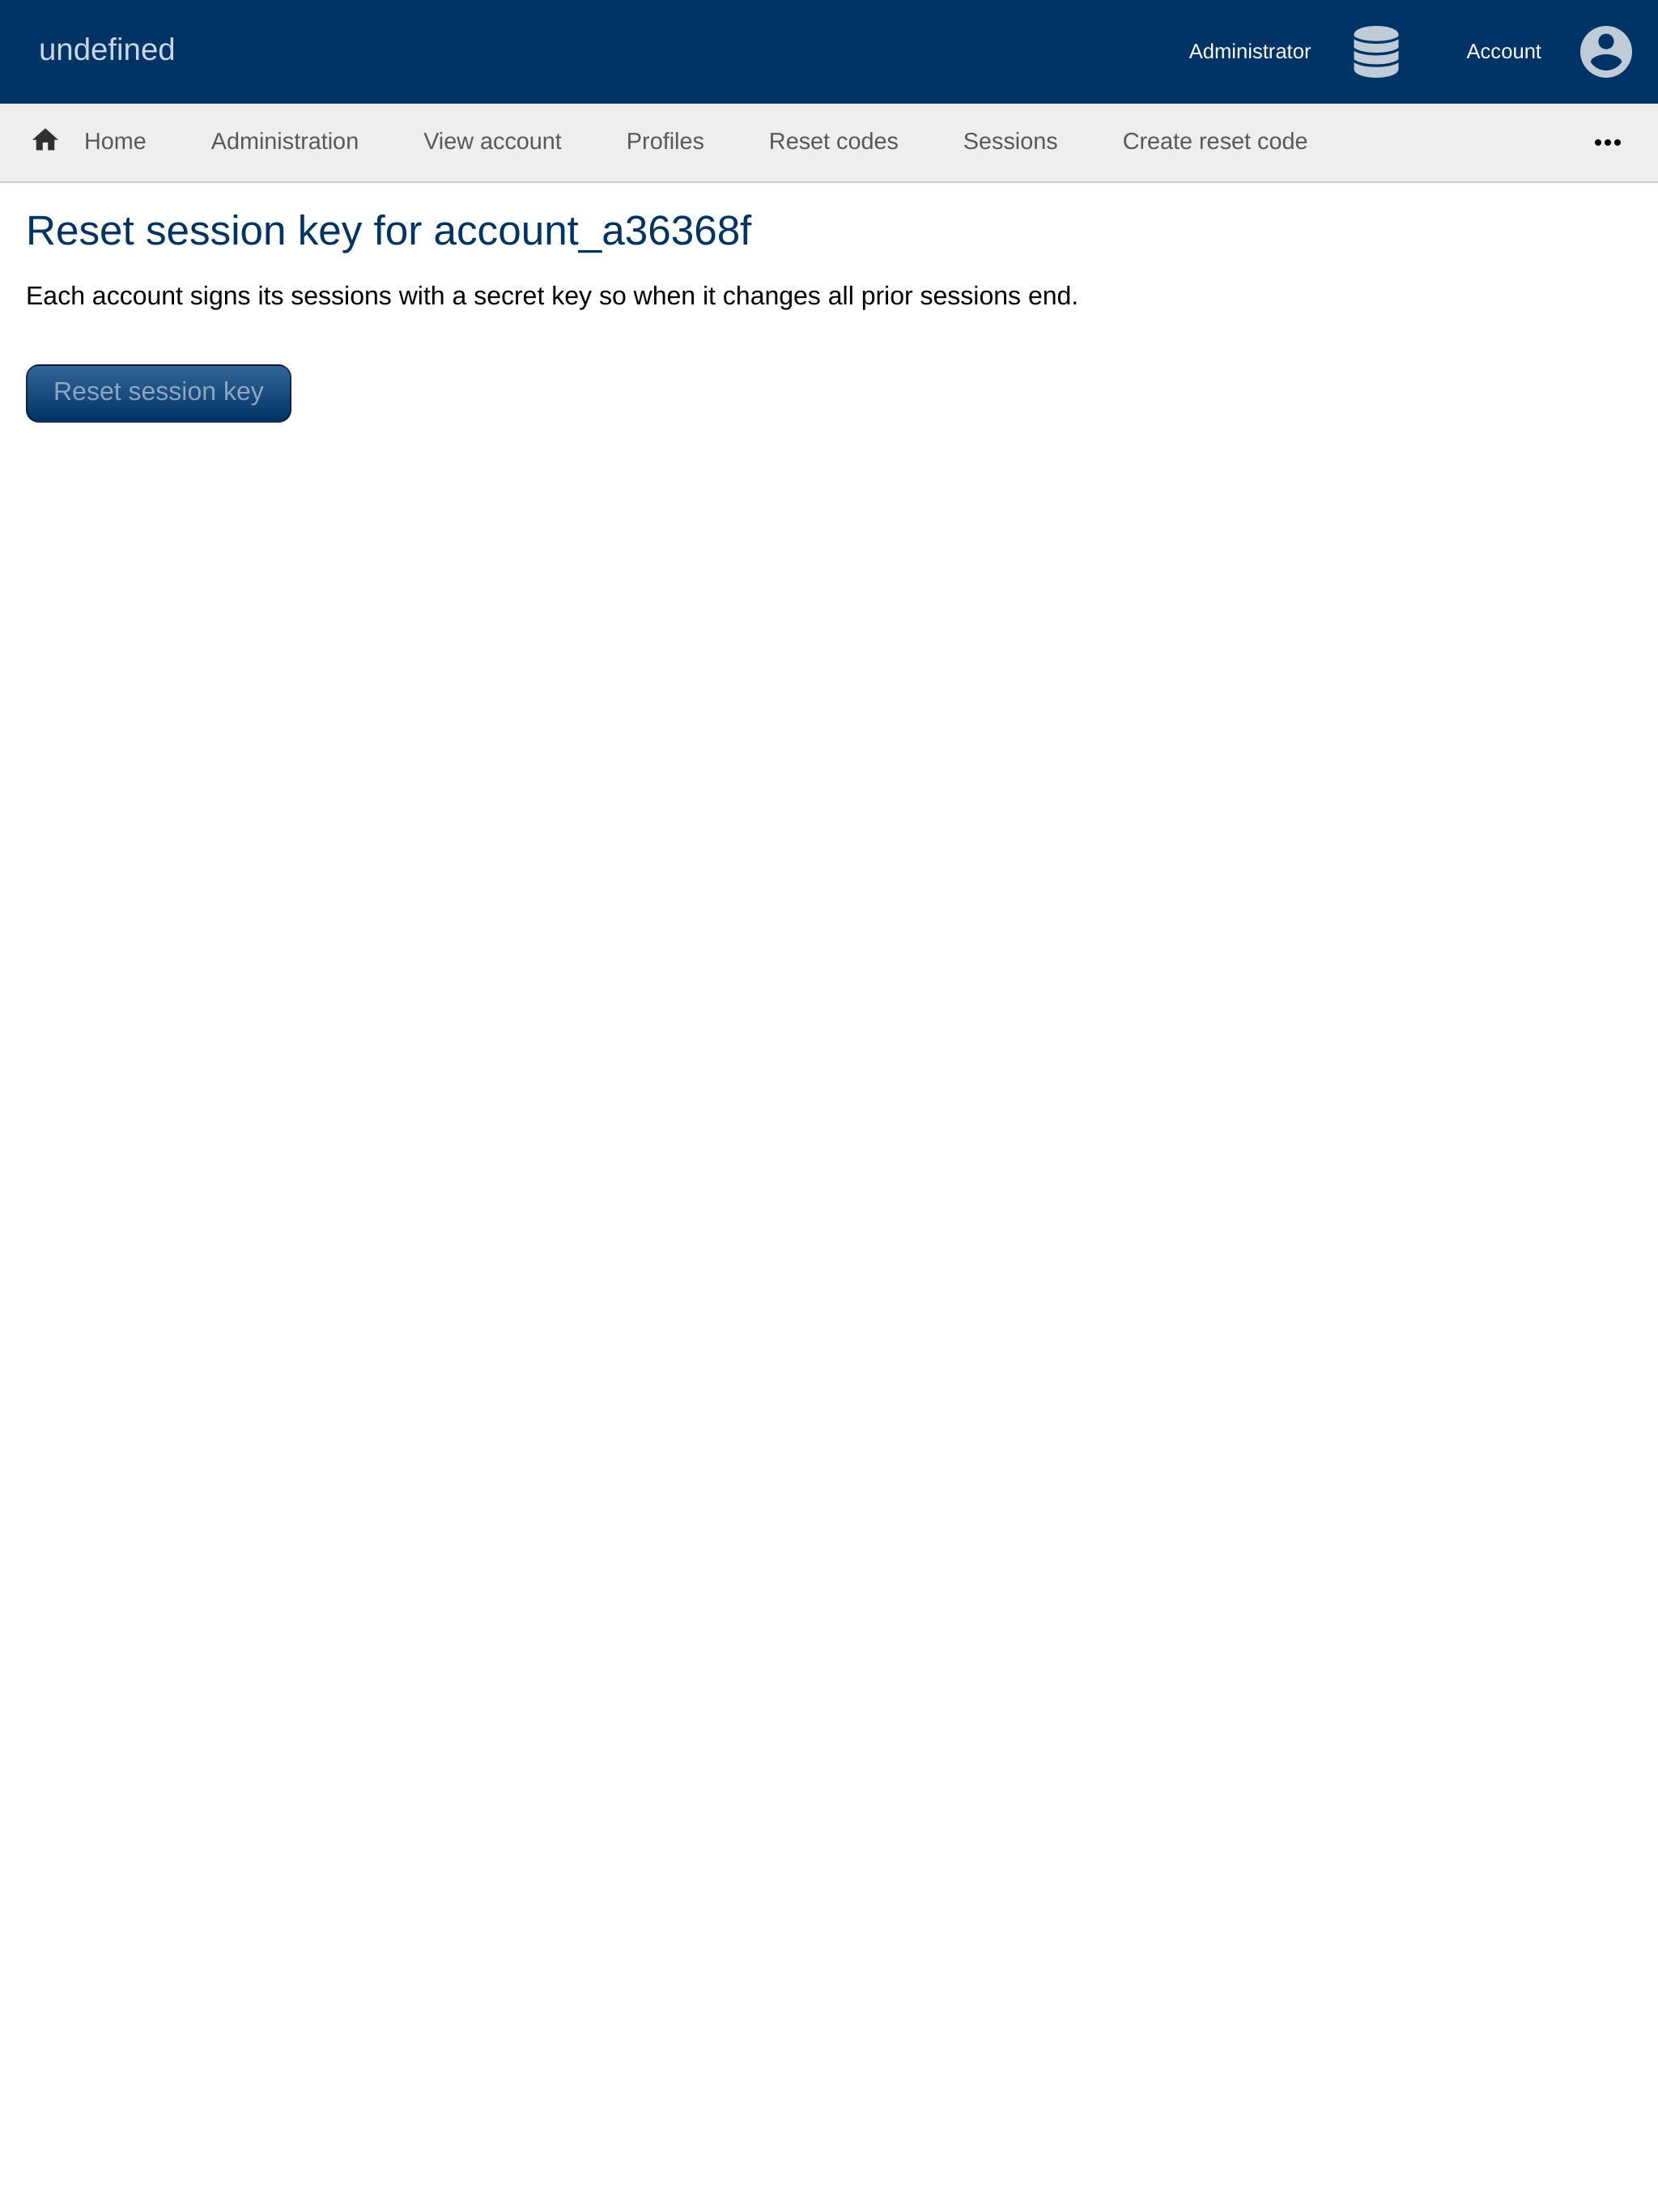 undefined
Administrator
Account
Home
Administration
View account
Profiles
Reset codes
Sessions
Create reset code
Reset session key for account_a36368f
Each account signs its sessions with a secret key so when it changes all prior sessions end.
Reset session key